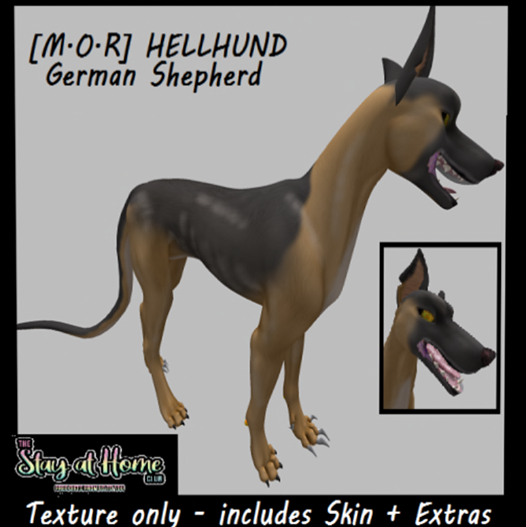 [M•O•R] HELLHUND
German Shepherd
THE
Stay at Home
CLUB
Texture only - includes Skin + Extras